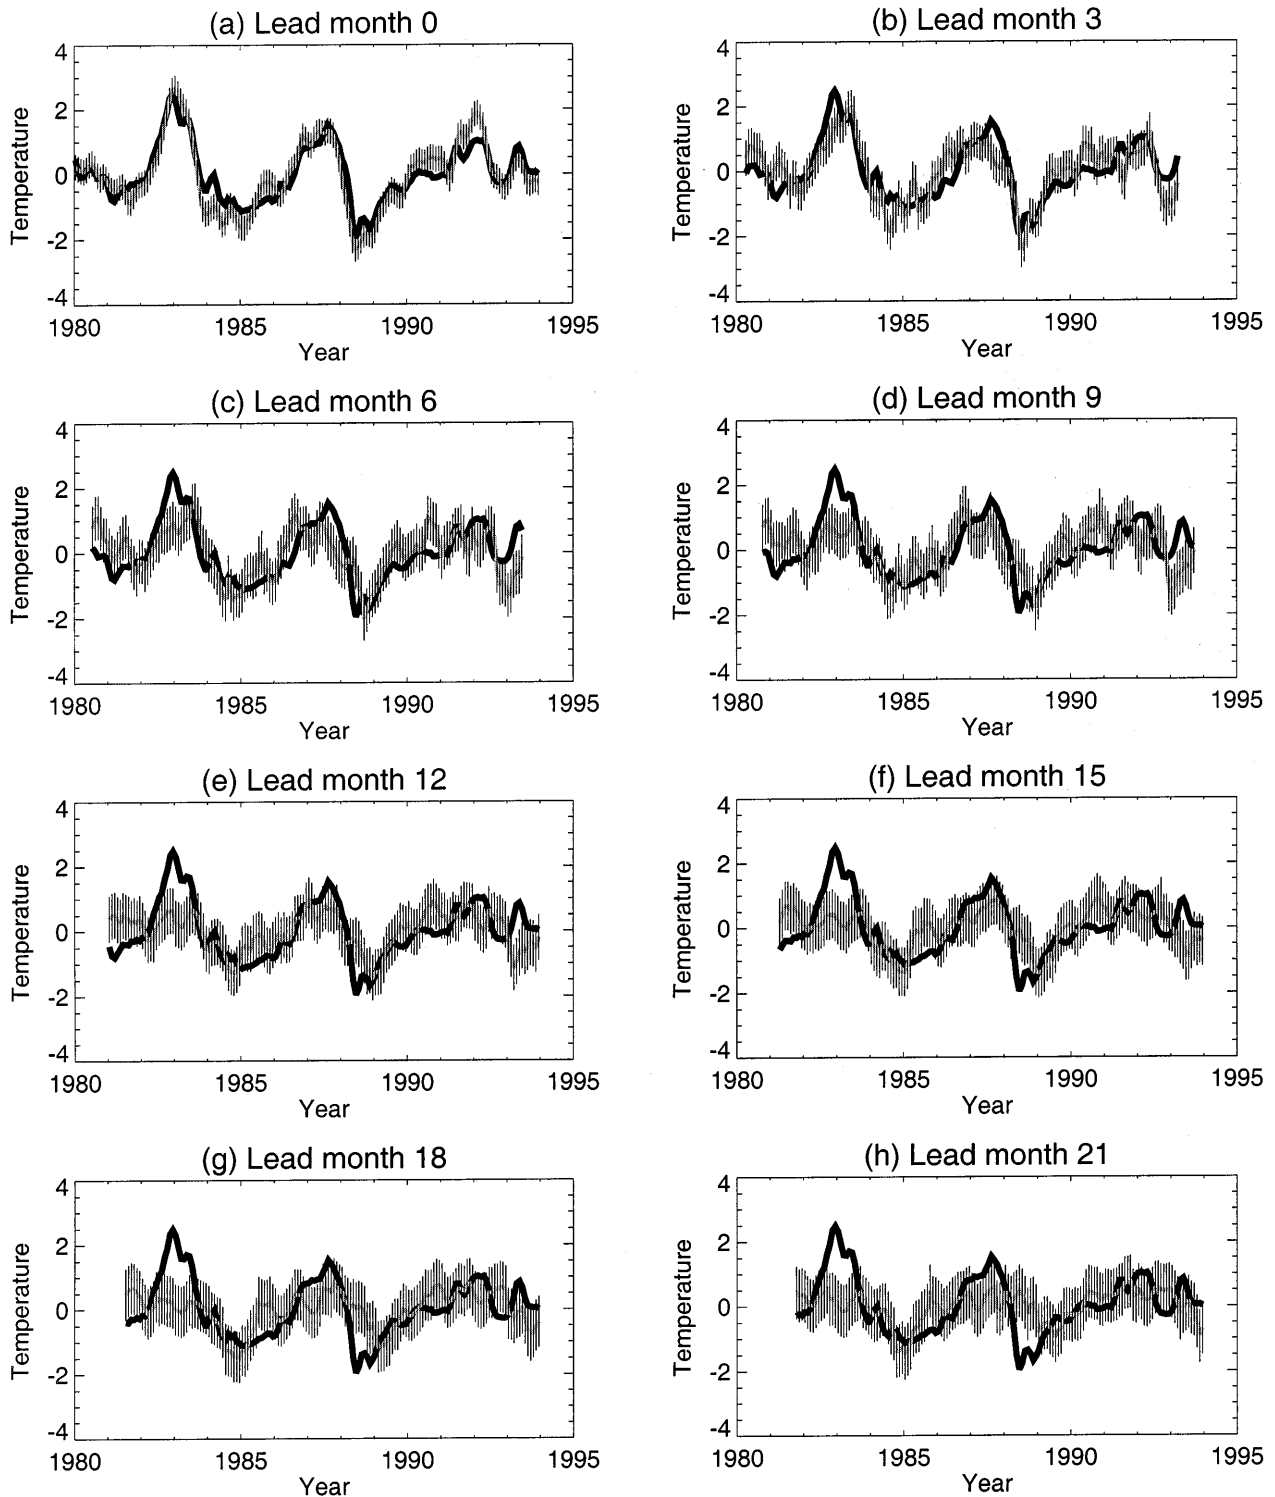 (a) Lead month 0
(b) Lead month 3
4
2
0
-2
-4
Temperature
1980 1985 1990 1995
Year
4
2
0
-2
-4
Temperature
1980 1985 1990 1995
Year
(c) Lead month 6
(d) Lead month 9
4
2
0
-2
-4
Temperature
1980 1985 1990 1995
Year
4
2
0
-2
-4
Temperature
1980 1985 1990 1995
Year
(e) Lead month 12
(f) Lead month 15
4
2
0
-2
-4
Temperature
1980 1985 1990 1995
Year
4
2
0
-2
-4
Temperature
1980 1985 1990 1995
Year
(g) Lead month 18
(h) Lead month 21
4
2
0
-2
-4
Temperature
1980 1985 1990 1995
Year
4
2
0
-2
-4
Temperature
1980 1985 1990 1995
Year